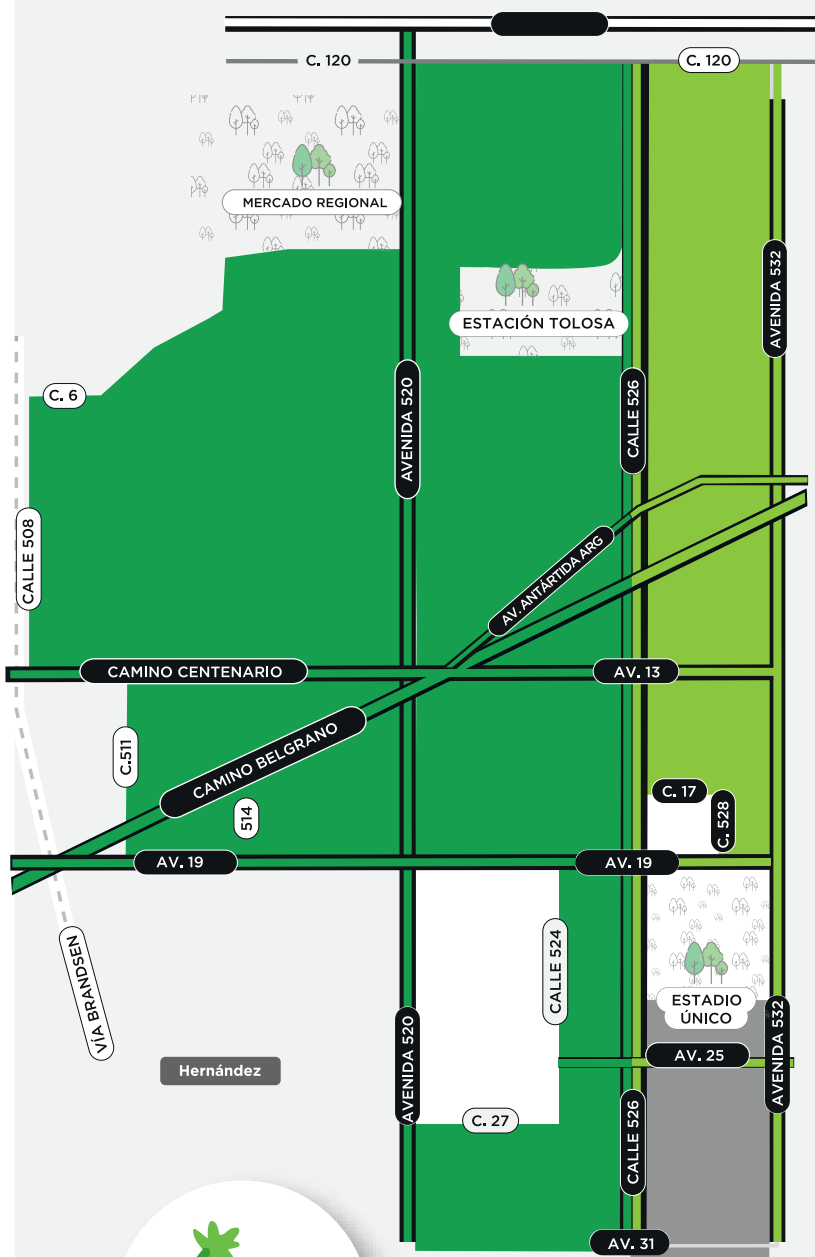 C. 120
C. 120
MERCADO REGIONAL
AVENIDA 532
ESTACIÓN TOLOSA
C. 6
AVENIDA 520
CALLE 526
CALLE 508
AV. ANTÁRTIDA ARG
CAMINO CENTENARIO
AV. 13
C.511
CAMINO BELGRANO
C. 17
514
C. 528
AV. 19
AV. 19
CALLE 524
VÍA BRANDSEN
ESTADIO
ÚNICO
AVENIDA 520
AVENIDA 532
AV. 25
Hernández
C. 27
CALLE 526
AV. 31